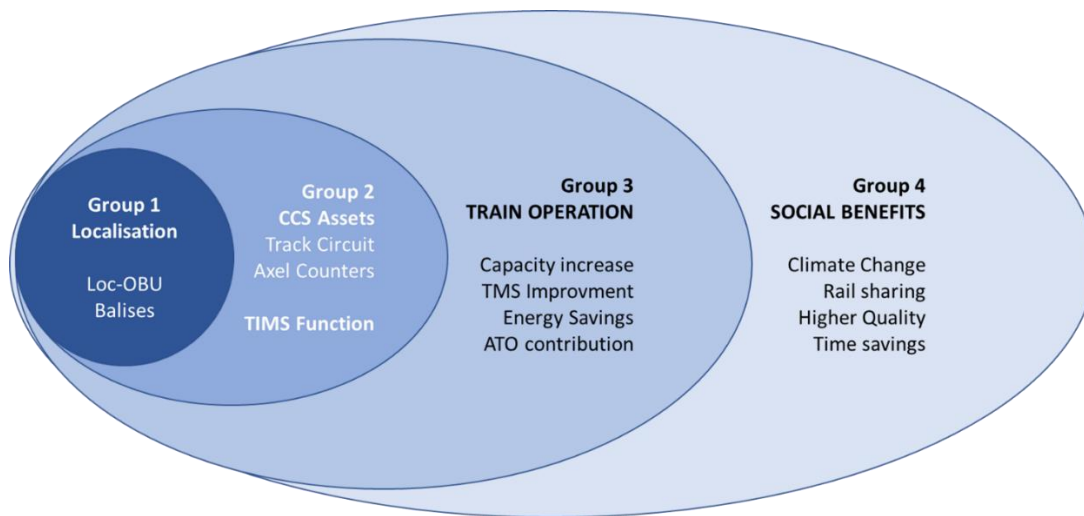 Group 1
Localisation
Loc-OBU
Balises
Group 2
CCS Assets
Track Circuit
Axel Counters
TIMS Function
Group 3
TRAIN OPERATION
Capacity increase
TMS Improvment
Energy Savings
ATO contribution
Group 4
SOCIAL BENEFITS
Climate Change
Rail sharing
Higher Quality
Time savings